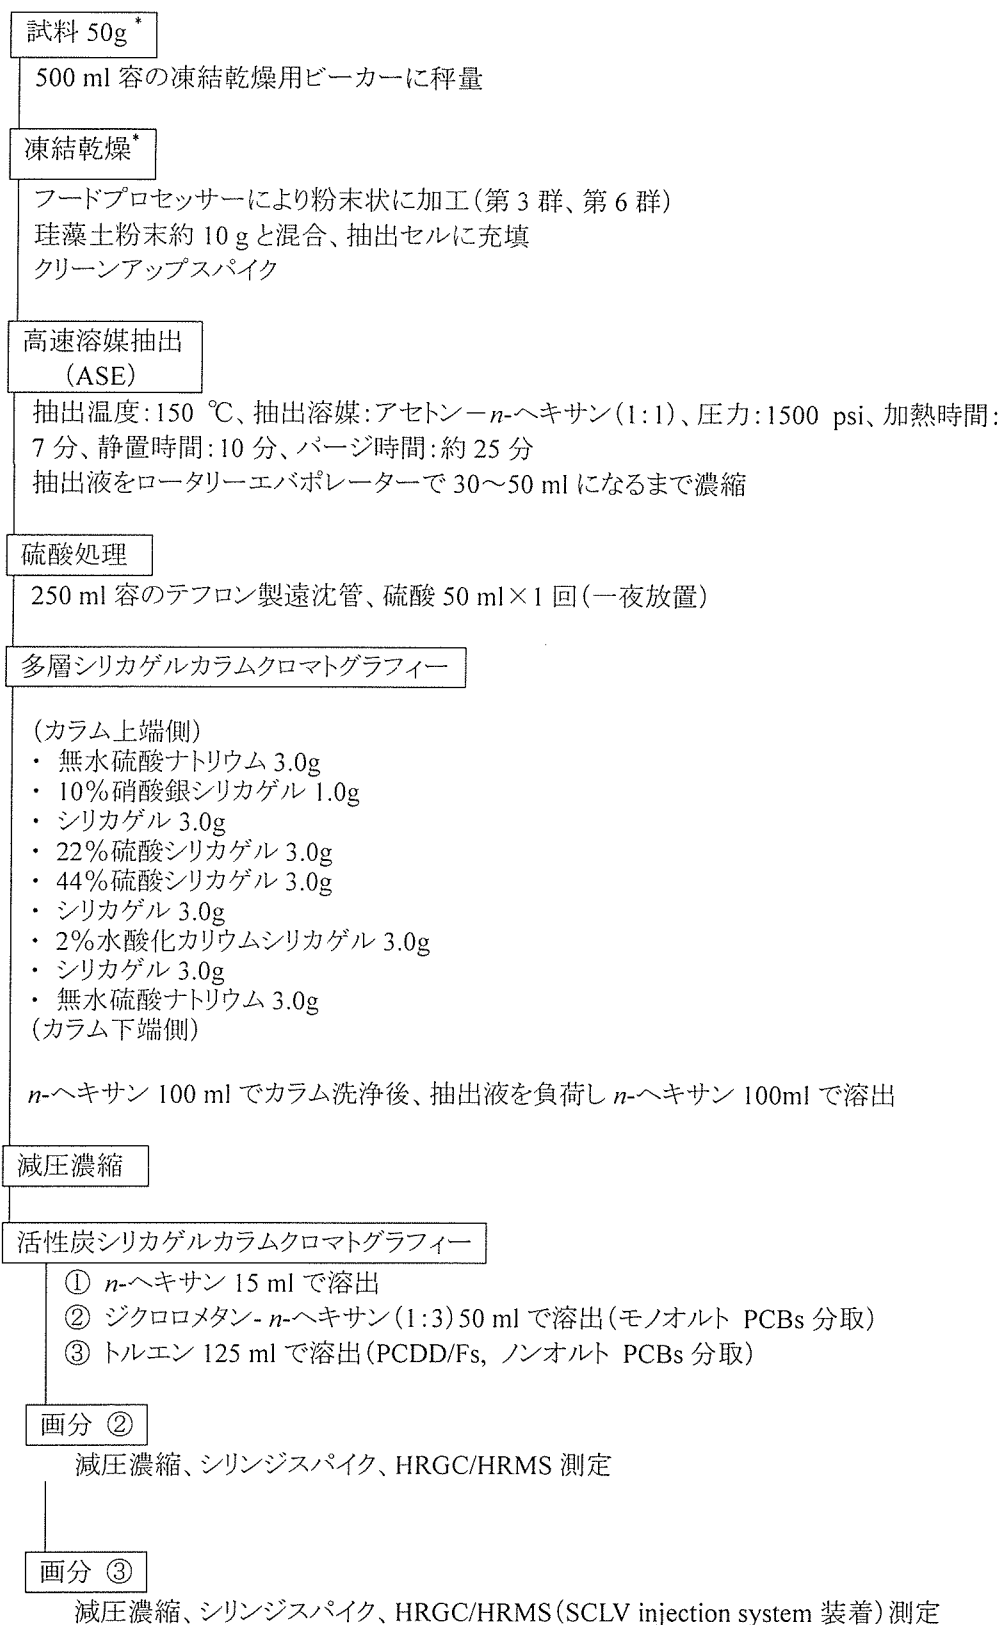 試料 50g *
500 ml 容の凍結乾燥用ビーカーに秤量
凍結乾燥*
フードプロセッサーにより粉末状に加工(第 3 群、第 6 群)
珪藻土粉末約 10 g と混合、抽出セルに充填
クリーンアップスパイク
高速溶媒抽出
(ASE)
抽出温度:150 ℃、抽出溶媒:アセトン－n-ヘキサン(1:1)、圧力:1500 psi、加熱時間:
7 分、静置時間:10 分、パージ時間:約 25 分
抽出液をロータリーエバポレーターで 30～50 ml になるまで濃縮
硫酸処理
250 ml 容のテフロン製遠沈管、硫酸 50 ml×1 回(一夜放置)
多層シリカゲルカラムクロマトグラフィー
(カラム上端側)
・ 無水硫酸ナトリウム 3.0g
・ 10%硝酸銀シリカゲル 1.0g
・ シリカゲル 3.0g
・ 22%硫酸シリカゲル 3.0g
・ 44%硫酸シリカゲル 3.0g
・ シリカゲル 3.0g
・ 2%水酸化カリウムシリカゲル 3.0g
・ シリカゲル 3.0g
・ 無水硫酸ナトリウム 3.0g
(カラム下端側)
n-ヘキサン 100 ml でカラム洗浄後、抽出液を負荷し n-ヘキサン 100ml で溶出
減圧濃縮
活性炭シリカゲルカラムクロマトグラフィー
① n-ヘキサン 15 ml で溶出
② ジクロロメタン- n-ヘキサン(1:3)50 ml で溶出(モノオルト PCBs 分取)
③ トルエン 125 ml で溶出(PCDD/Fs, ノンオルト PCBs 分取)
画分 ②
減圧濃縮、シリンジスパイク、HRGC/HRMS 測定
画分 ③
減圧濃縮、シリンジスパイク、HRGC/HRMS(SCLV injection system 装着)測定